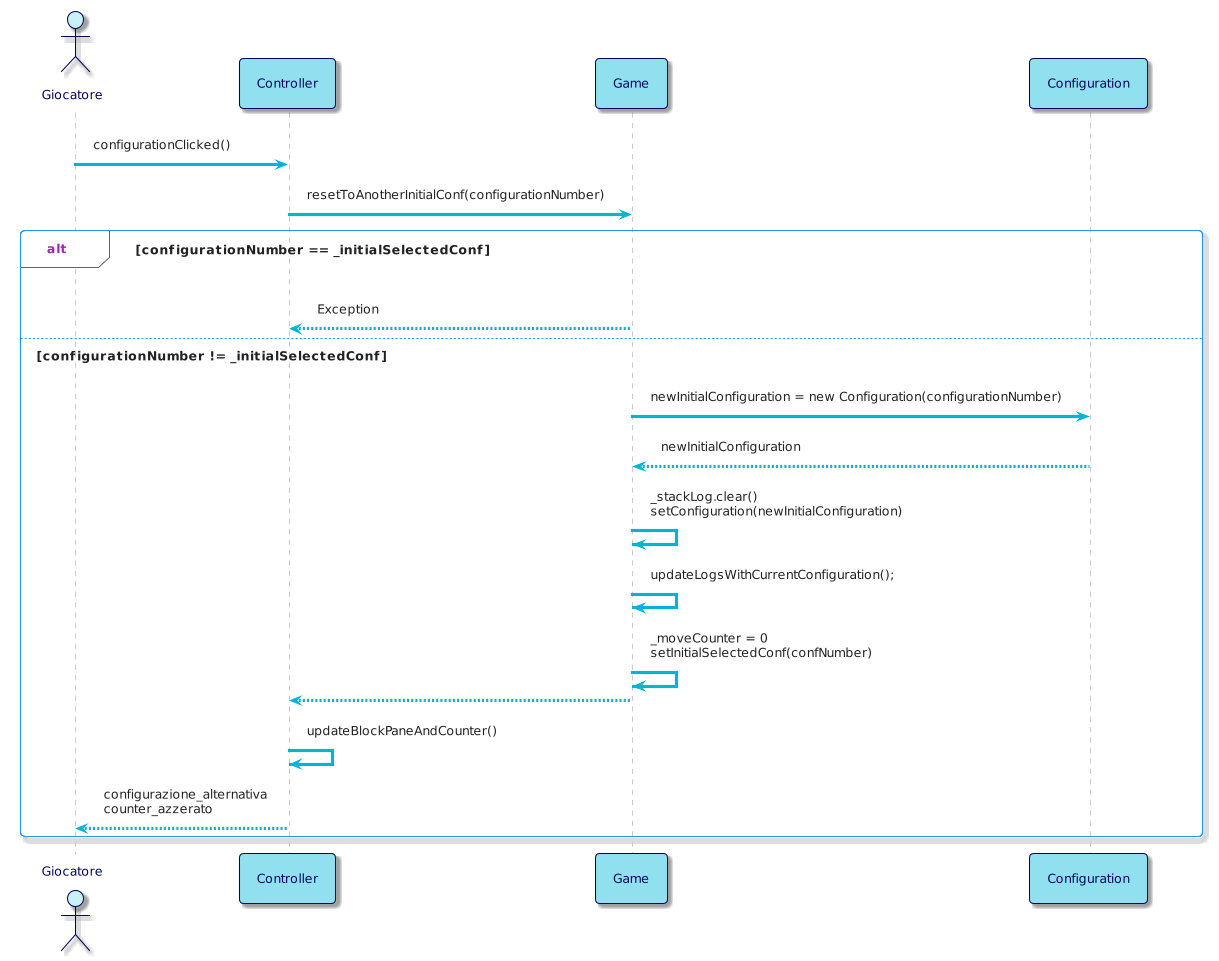 Giocatore
Controller
Game
Configuration
configurationClicked()
resetToAnotherInitialConf(configurationNumber)
alt
[configurationNumber == _initialSelectedConf]
Exception
[configurationNumber != _initialSelectedConf]
newInitialConfiguration = new Configuration(configurationNumber)
newInitialConfiguration
_stackLog.clear()
setConfiguration(newInitialConfiguration)
updateLogsWithCurrentConfiguration();
_moveCounter = 0
setInitialSelectedConf(confNumber)
updateBlockPaneAndCounter()
configurazione_alternativa
counter_azzerato
Giocatore
Controller
Game
Configuration